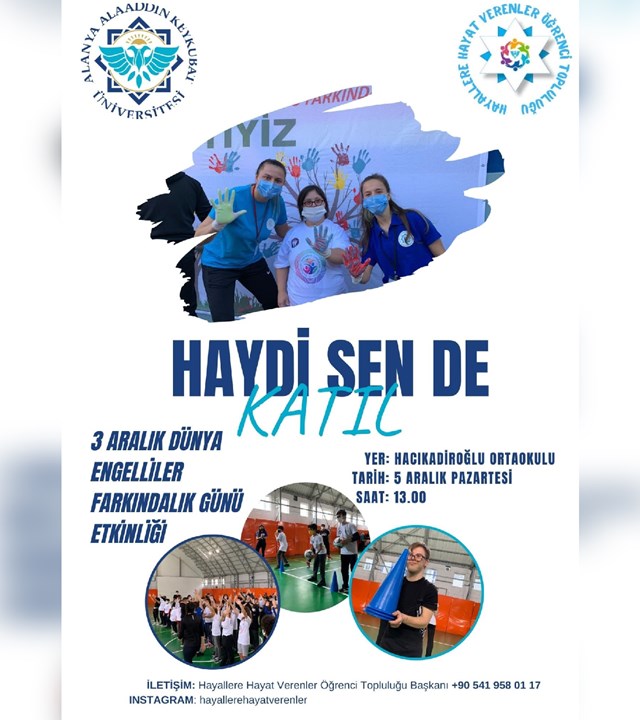 ALANYA ALAADDİN KEYKUBAT
ÜNİVERSİTESİ
HAYALLERE HAYAT VERENLER ÖĞRENCİ TOPLULUĞU
FARKIND
TİYİZ
HAYDİ SEN DE
KATIL
3 ARALIK DÜNYA
ENGELLİLER
FARKINDALIK GÜNÜ
ETKİNLİĞİ
YER: HACIKADİROĞLU ORTAOKULU
TARİH: 5 ARALIK PAZARTESİ
SAAT: 13.00
İLETİŞİM: Hayallere Hayat Verenler Öğrenci Topluluğu Başkanı +90 541 958 01 17
INSTAGRAM: hayallerehayatverenler